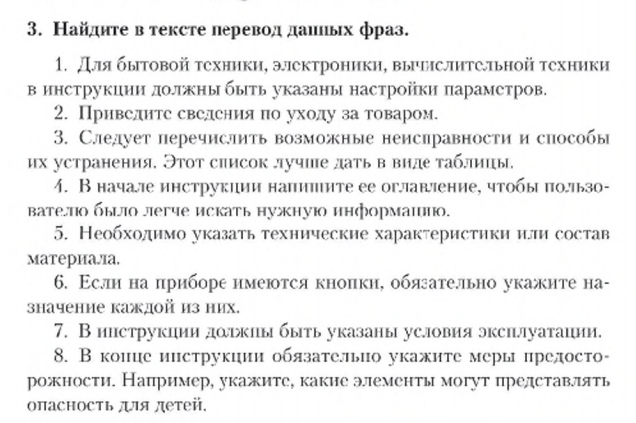 3. Найдите в тексте перевод данных фраз.
1. Для бытовой техники, электроники, вычислительной техники
в инструкции должны быть указаны настройки параметров.
2. Приведите сведения по уходу за товаром.
3. Следует перечислить возможные неисправности и способы
их устранения. Этот список лучше дать в виде таблицы.
4. В начале инструкции напишите ее оглавление, чтобы пользо-
вателю было легче искать нужную информацию.
5. Необходимо указать технические характеристики или состав
материала.
6. Если на приборе имеются кнопки, обязательно укажите на-
значение каждой из них.
7. В инструкции должны быть указаны условия эксплуатации.
8. В конце инструкции обязательно укажите меры предосто-
рожности. Например, укажите, какие элементы могут представлять
опасность для детей.